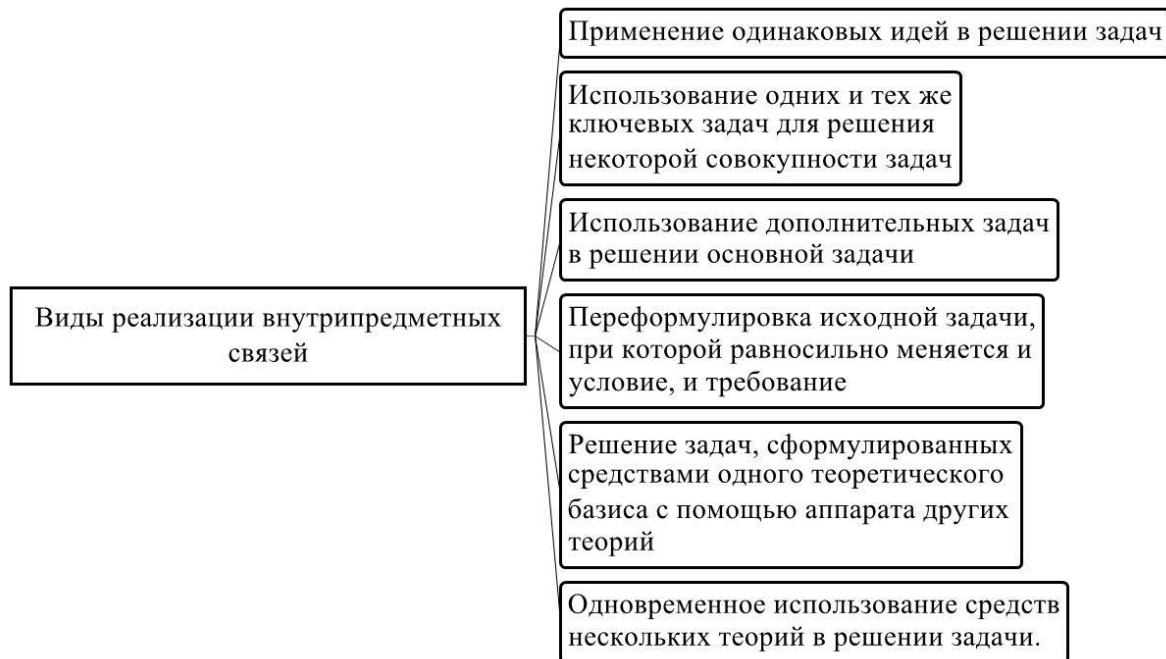 Применение одинаковых идей в решении задач
Использование одних и тех же
ключевых задач для решения
некоторой совокупности задач
Использование дополнительных задач
в решении основной задачи
Виды реализации внутрипредметных
связей
Переформулировка исходной задачи,
при которой равносильно меняется и
условие, и требование
Решение задач, сформулированных
средствами одного теоретического
базиса с помощью аппарата других
теорий
Одновременное использование средств
нескольких теорий в решении задачи.